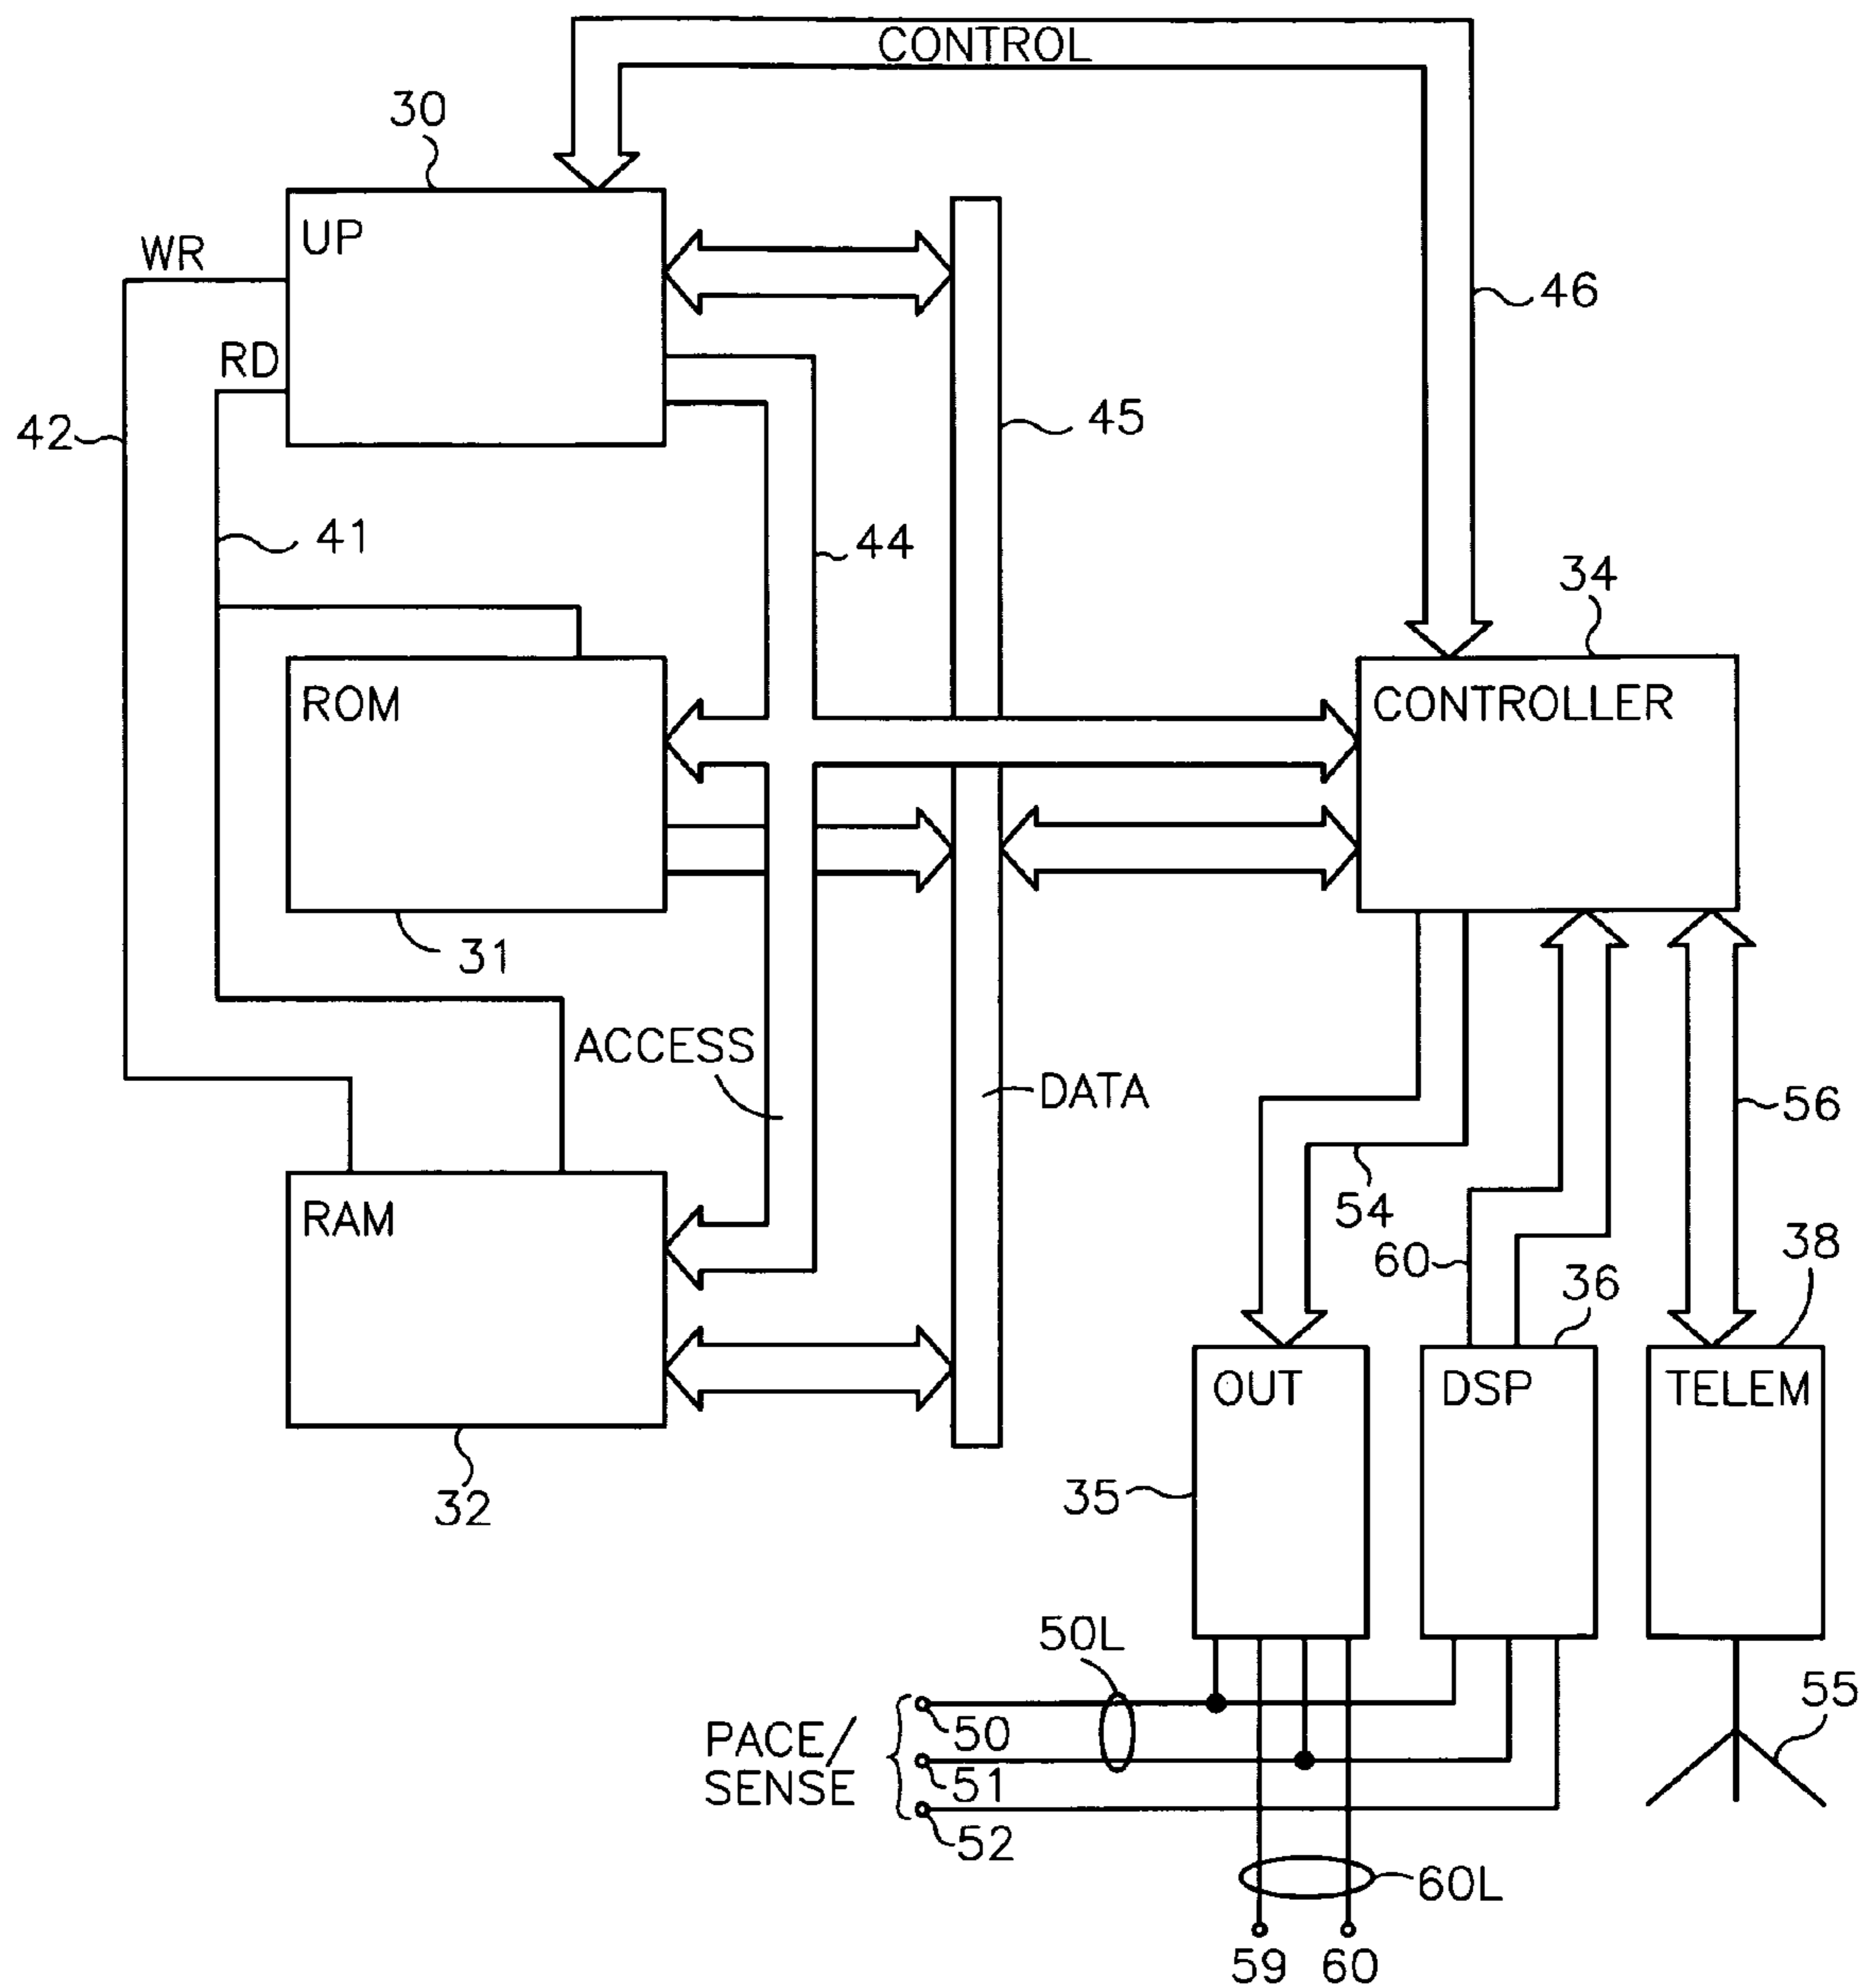 CONTROL
30
UP
WR
46
RD
42
45
41
44
34
ROM
CONTROLLER
31
ACCESS
DATA
56
RAM
54
38
60
36
OUT
DSP
TELEM
35
32
50L
55
PACE/
SENSE
50
51
52
60L
59
60